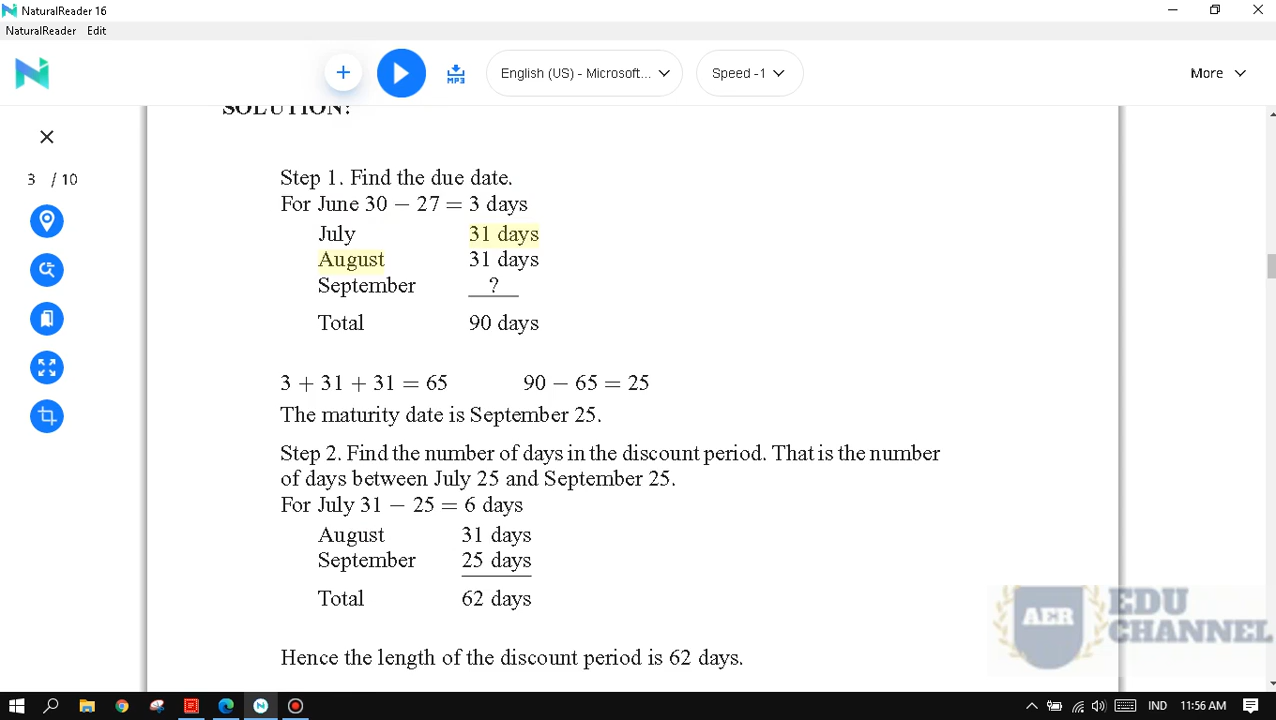 NaturalReader 16
NaturalReader Edit
MP3
English (US) - Microsoft...
Speed -1
More
SOLUTION:
3 / 10
Step 1. Find the due date.
For June 30 − 27 = 3 days
July 31 days
August 31 days
September ?
Total 90 days
3 + 31 + 31 = 65 90 − 65 = 25
The maturity date is September 25.
Step 2. Find the number of days in the discount period. That is the number
of days between July 25 and September 25.
For July 31 − 25 = 6 days
August 31 days
September 25 days
Total 62 days
Hence the length of the discount period is 62 days.
AER EDU
CHANNEL
IND 11:56 AM